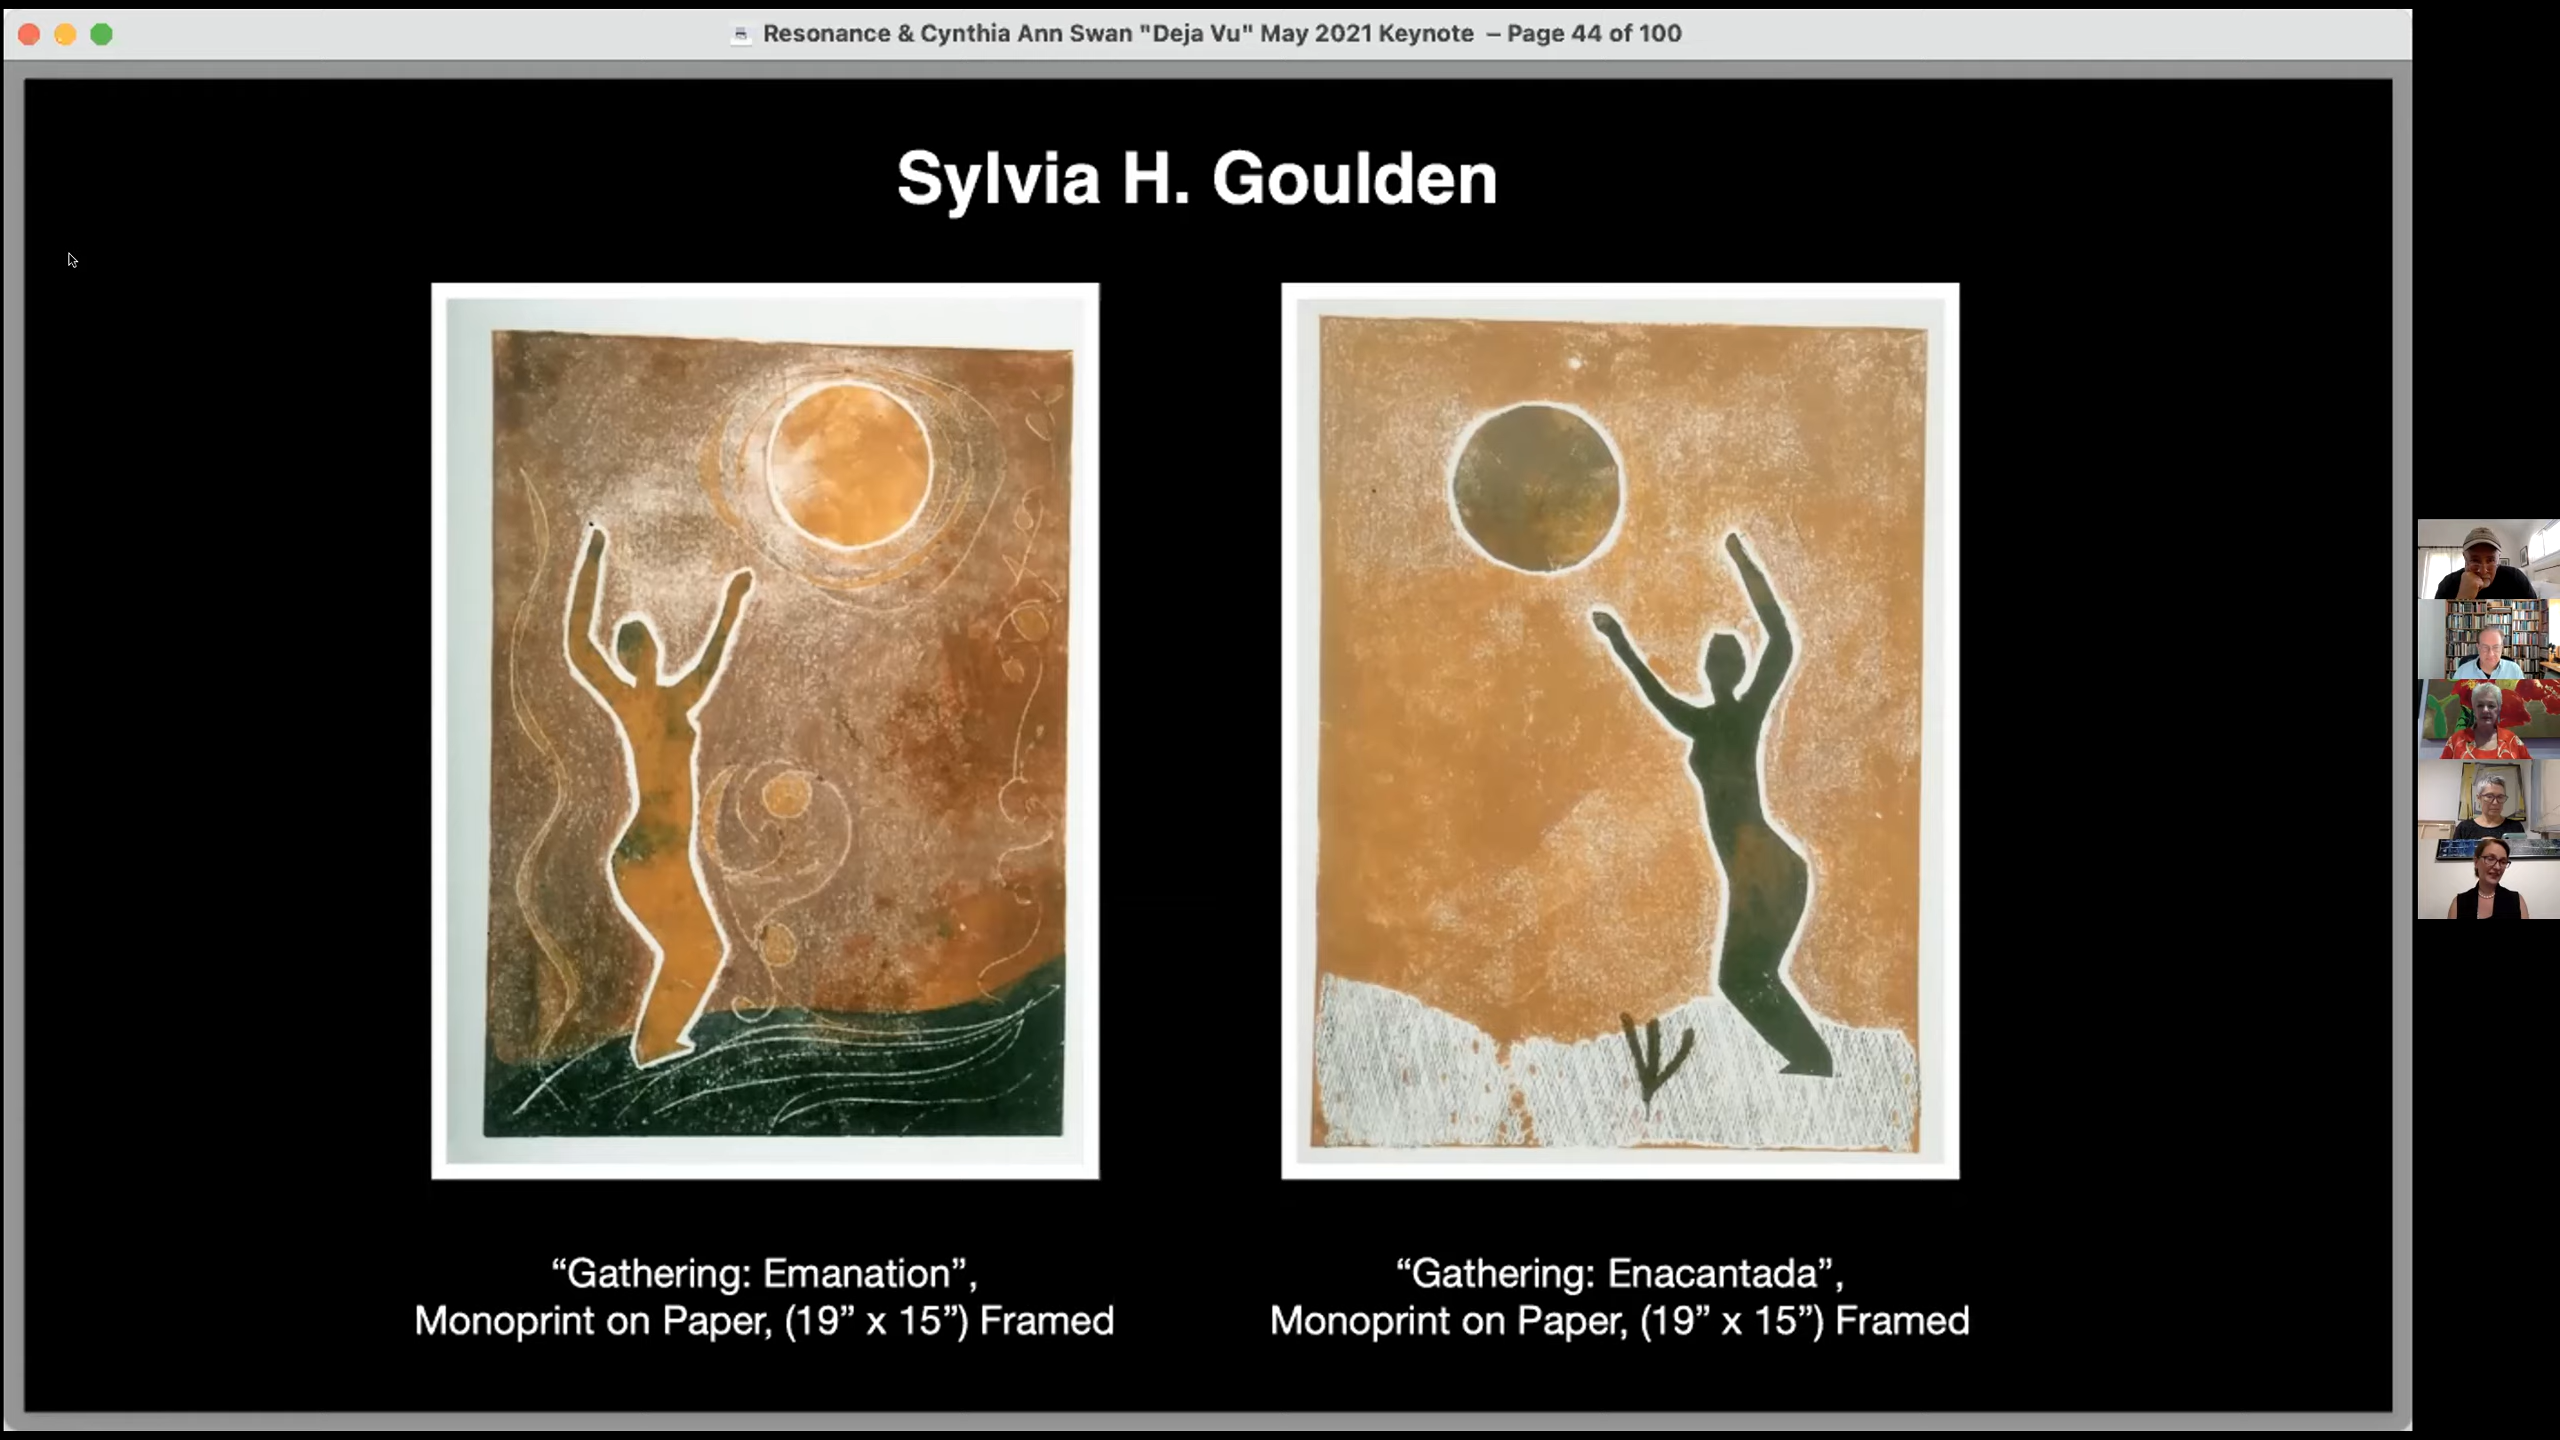 Resonance & Cynthia Ann Swan "Deja Vu" May 2021 Keynote – Page 44 of 100
Sylvia H. Goulden
“Gathering: Emanation”,
Monoprint on Paper, (19” x 15”) Framed
“Gathering: Enacantada”,
Monoprint on Paper, (19” x 15”) Framed